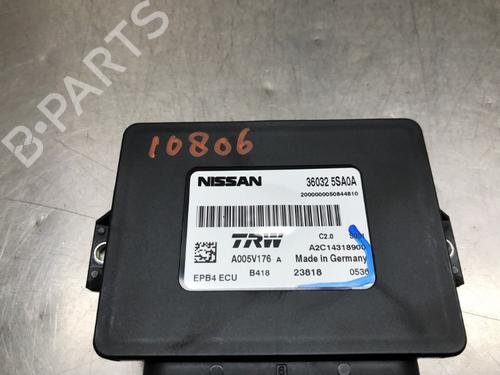 B-PARTS
10806
NISSAN
36032 5SA0A
2000000050844810
TRW
C2.0
A005V176 A
A2C14318900
Made in Germany
EPB4 ECU
B418
23818
0536